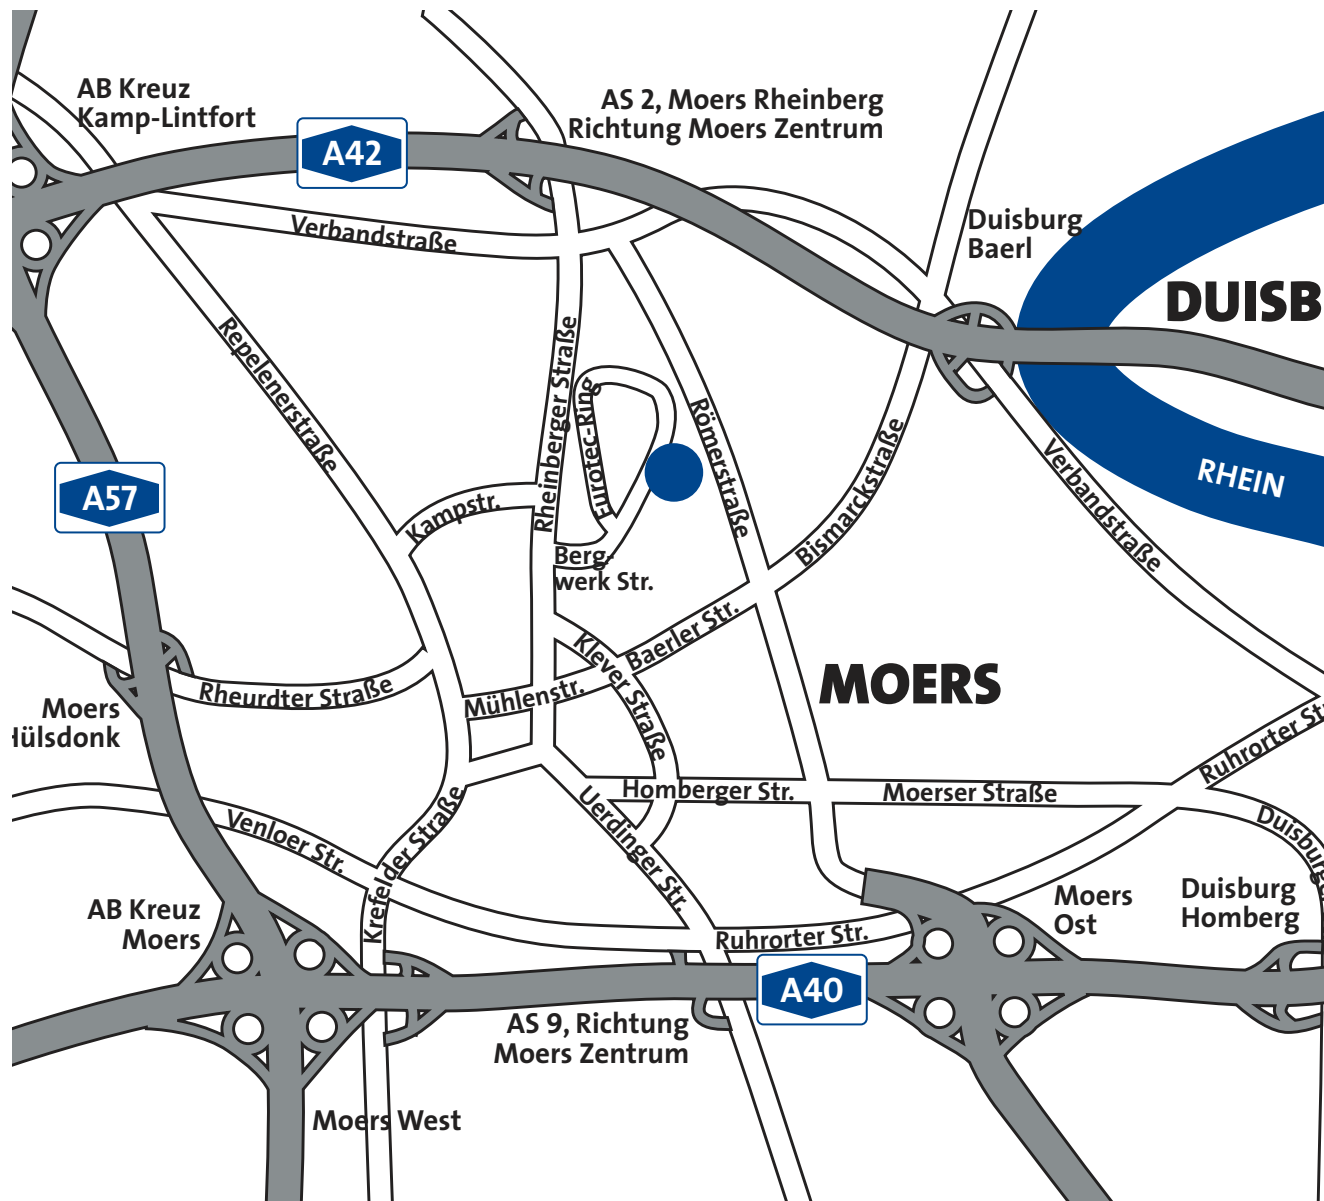 AB Kreuz
Kamp-Lintfort
A42
AS 2, Moers Rheinberg
Richtung Moers Zentrum
Verbandstraße
Duisburg
Baerl
DUISB
Repelenerstraße
Rheinberger Straße
Eurotec-Ring
Römerstraße
Bismarckstraße
Verbandstraße
RHEIN
A57
Kampstr.
Berg-
werk Str.
Klever Straße
Baerler Str.
Mühlenstr.
Rheurdter Straße
MOERS
Moers
Hülsdonk
Ruhrorter Str
Homberger Str.
Moerser Straße
Uerdinger Str.
Venloer Str.
Krefelder Straße
Duisburger
AB Kreuz
Moers
Moers
Ost
Duisburg
Homberg
Ruhrorter Str.
A40
AS 9, Richtung
Moers Zentrum
Moers West